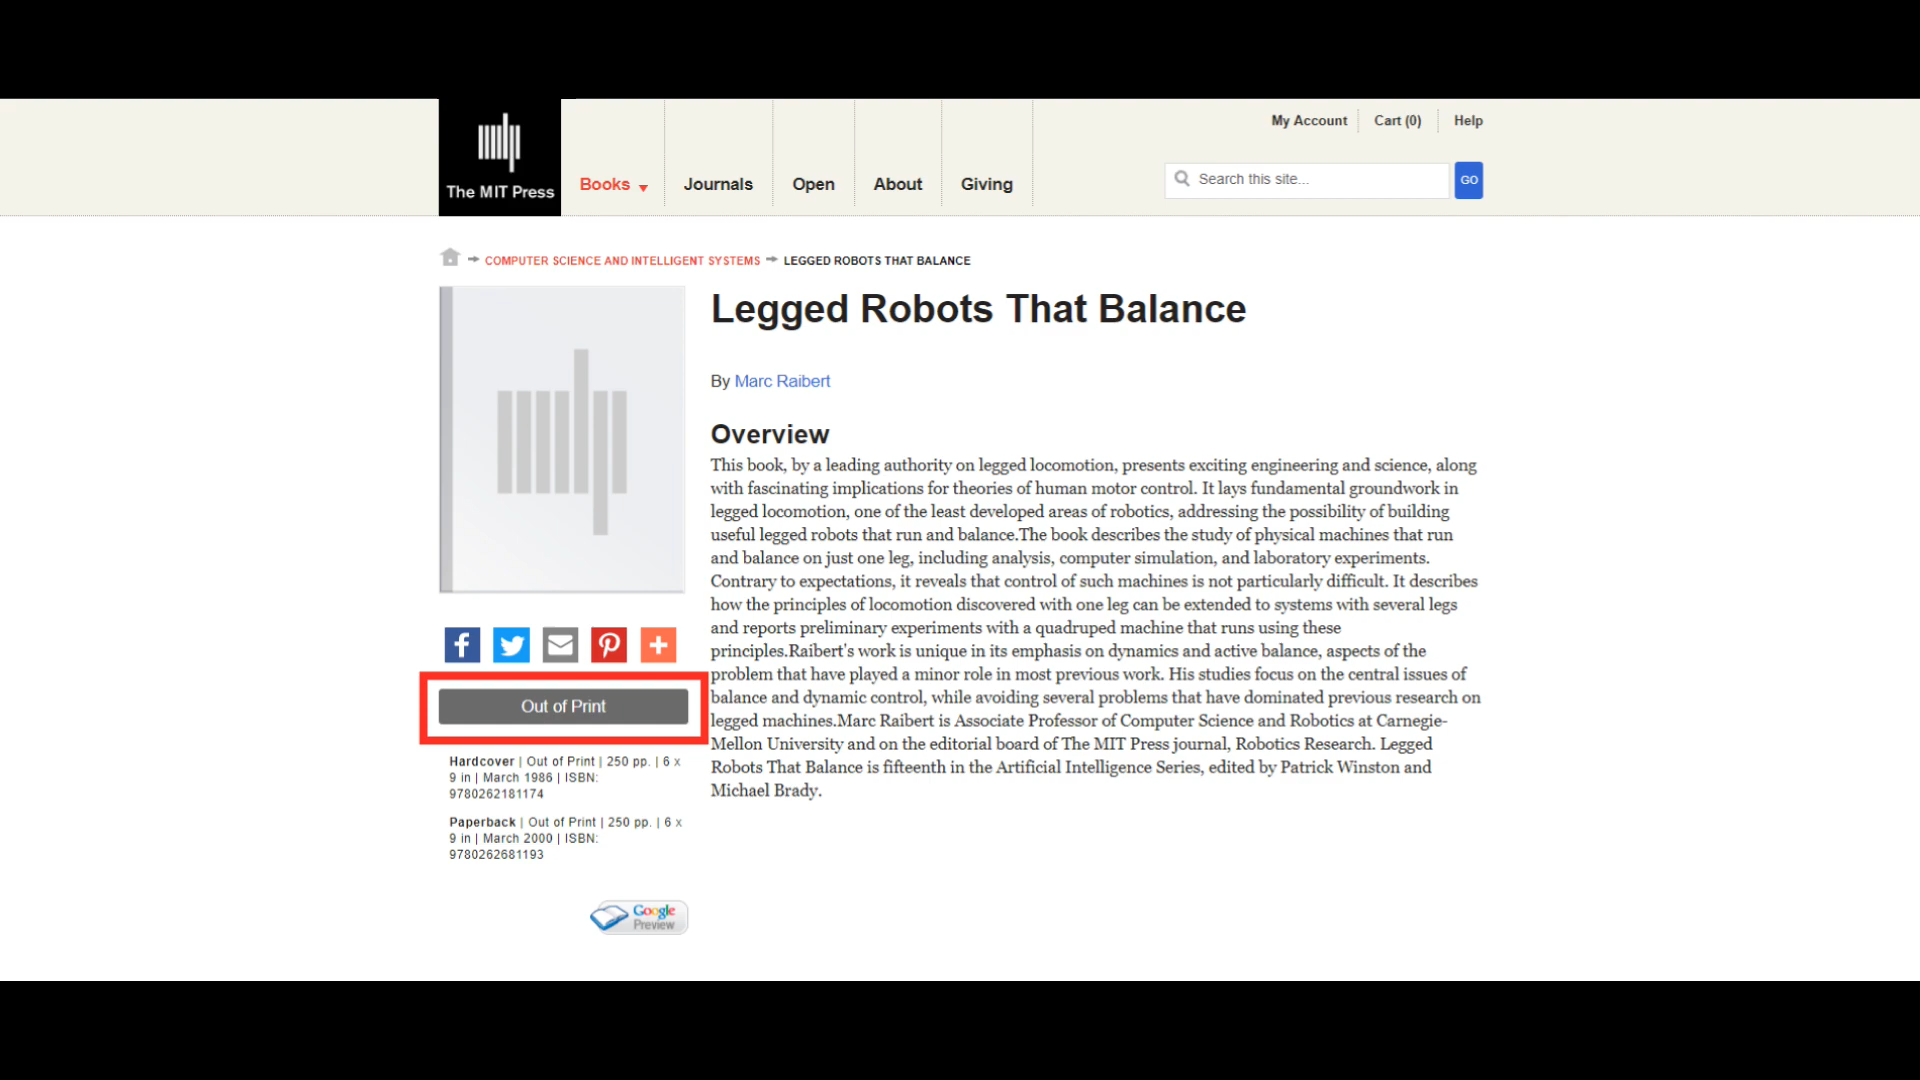 The MIT Press
Books
Journals
Open
About
Giving
My Account
Cart (0)
Help
Search this site...
GO
COMPUTER SCIENCE AND INTELLIGENT SYSTEMS
LEGGED ROBOTS THAT BALANCE
Legged Robots That Balance
By Marc Raibert
Overview
This book, by a leading authority on legged locomotion, presents exciting engineering and science, along
with fascinating implications for theories of human motor control. It lays fundamental groundwork in
legged locomotion, one of the least developed areas of robotics, addressing the possibility of building
useful legged robots that run and balance.The book describes the study of physical machines that run
and balance on just one leg, including analysis, computer simulation, and laboratory experiments.
Contrary to expectations, it reveals that control of such machines is not particularly difficult. It describes
how the principles of locomotion discovered with one leg can be extended to systems with several legs
and reports preliminary experiments with a quadruped machine that runs using these
principles.Raibert's work is unique in its emphasis on dynamics and active balance, aspects of the
problem that have played a minor role in most previous work. His studies focus on the central issues of
balance and dynamic control, while avoiding several problems that have dominated previous research on
legged machines.Marc Raibert is Associate Professor of Computer Science and Robotics at Carnegie-
Mellon University and on the editorial board of The MIT Press journal, Robotics Research. Legged
Robots That Balance is fifteenth in the Artificial Intelligence Series, edited by Patrick Winston and
Michael Brady.
Out of Print
Hardcover | Out of Print | 250 pp. | 6 x
9 in | March 1986 | ISBN:
9780262181174
Paperback | Out of Print | 250 pp. | 6 x
9 in | March 2000 | ISBN:
9780262681193
Google
Preview